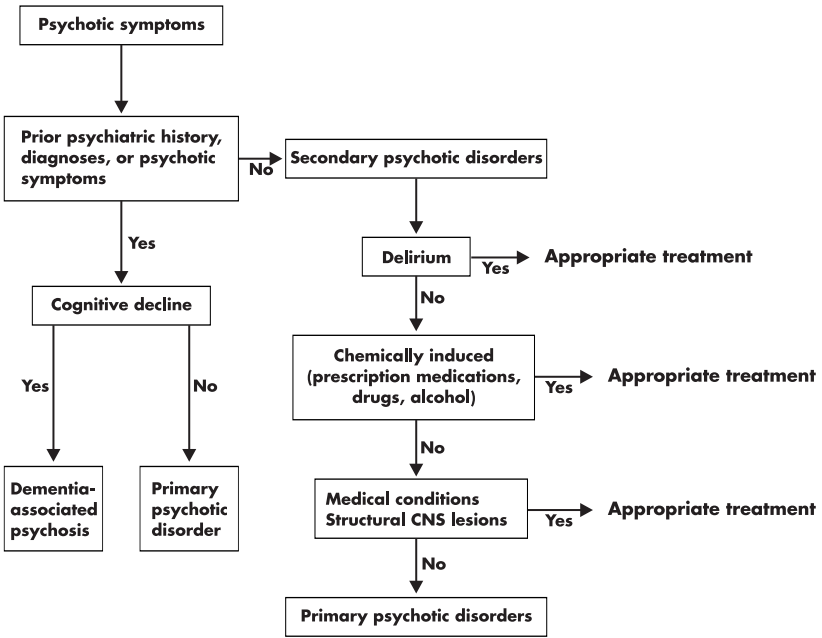 Psychotic symptoms
Prior psychiatric history,
diagnoses, or psychotic
symptoms
No
Secondary psychotic disorders
Yes
Delirium
Yes
Appropriate treatment
Cognitive decline
No
Chemically induced
(prescription medications,
drugs, alcohol)
Yes
Appropriate treatment
Yes
No
No
Dementia-
associated
psychosis
Primary
psychotic
disorder
Medical conditions
Structural CNS lesions
Yes
Appropriate treatment
No
Primary psychotic disorders